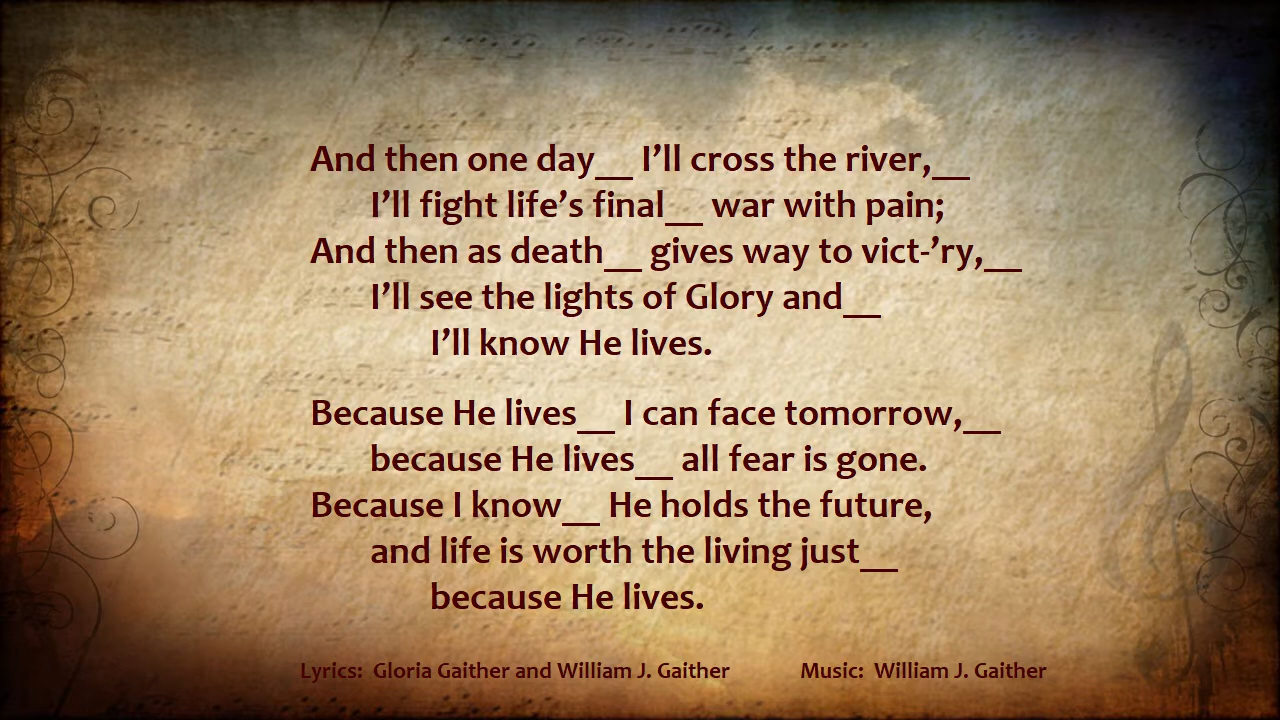 And then one day__ I’ll cross the river,__
I’ll fight life’s final__ war with pain;
And then as death__ gives way to vict-’ry,__
I’ll see the lights of Glory and__
I’ll know He lives.
Because He lives__ I can face tomorrow,__
because He lives__ all fear is gone.
Because I know__ He holds the future,
and life is worth the living just__
because He lives.
Lyrics:  Gloria Gaither and William J. Gaither Music:  William J. Gaither